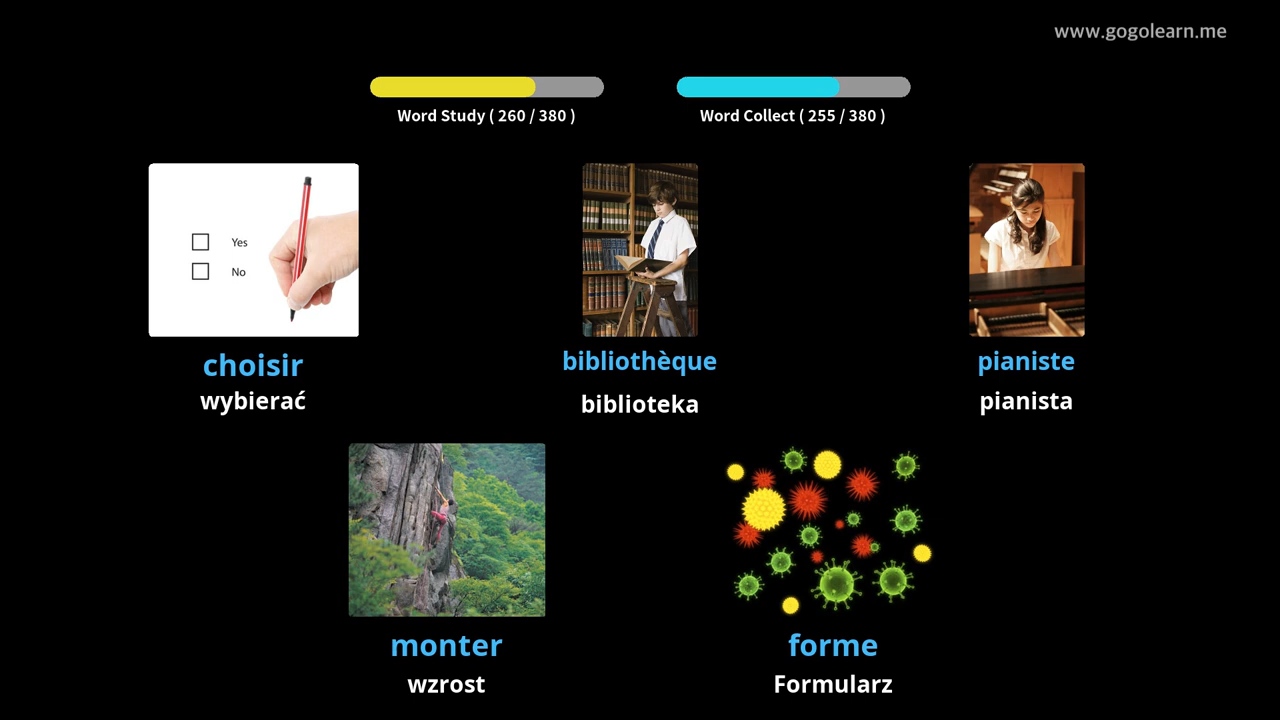 www.gogolearn.me
Word Study ( 260 / 380 )
Word Collect ( 255 / 380 )
Yes
No
choisir
wybierać
bibliothèque
biblioteka
pianiste
pianista
monter
wzrost
forme
Formularz